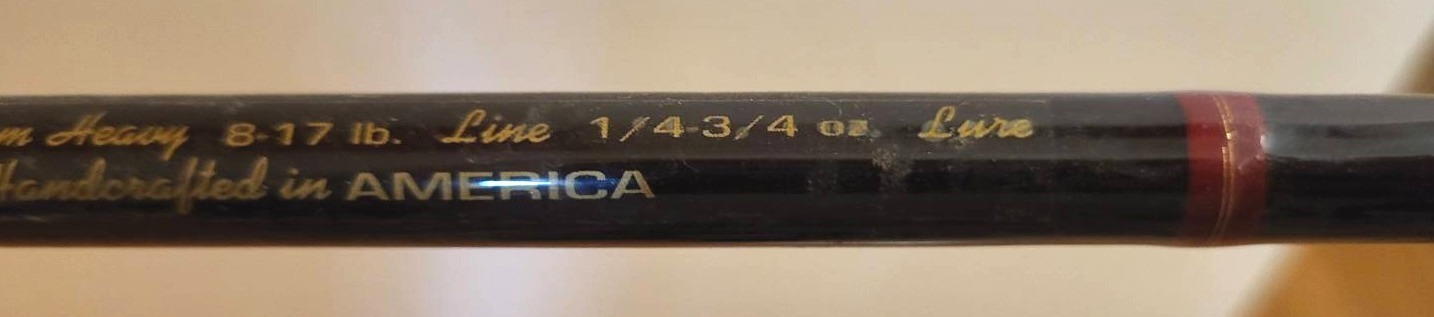 m Heavy 8-17 lb. Line 1/4-3/4 oz. Lure
Handcrafted in AMERICA